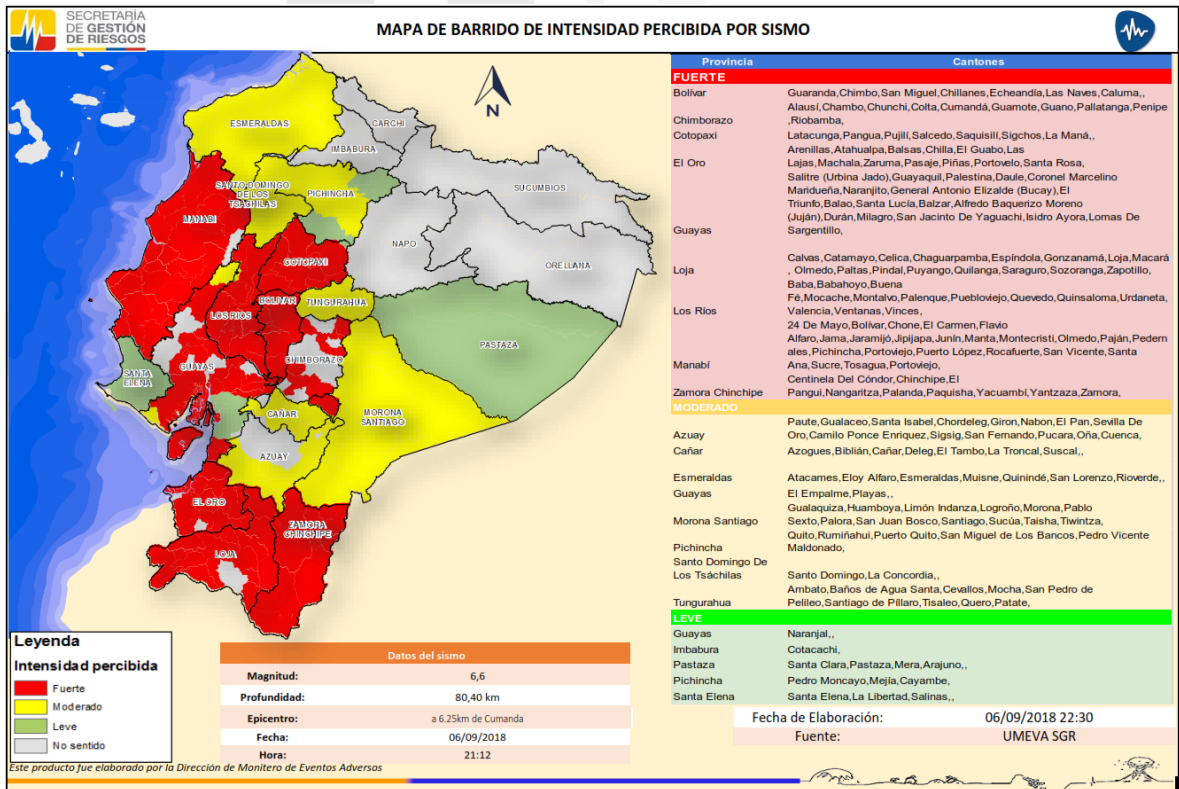 SECRETARÍA
DE GESTIÓN
DE RIESGOS
MAPA DE BARRIDO DE INTENSIDAD PERCIBIDA POR SISMO
N
ESMERALDAS
CARCHI
IMBABURA
SUCUMBIOS
SANTO DOMINGO
DE LOS
TSACHILAS
PICHINCHA
MANABI
NAPO
ORELLANA
COTOPAXI
BOLIVAR
TUNGURAHUA
LOS RIOS
PASTAZA
GUAYAS
CHIMBORAZO
SANTA
ELENA
CAÑAR
MORONA
SANTIAGO
AZUAY
EL ORO
ZAMORA
CHINCHIPE
LOJA
Provincia Cantones
FUERTE
Bolívar Guaranda,Chimbo,San Miguel,Chillanes,Echeandía,Las Naves,Caluma,,
Alausí,Chambo,Chunchi,Colta,Cumandá,Guamote,Guano,Pallatanga,Penipe
Chimborazo ,Riobamba,
Cotopaxi Latacunga,Pangua,Pujilí,Salcedo,Saquisilí,Sigchos,La Maná,,
Arenillas,Atahualpa,Balsas,Chilla,El Guabo,Las
El Oro Lajas,Machala,Zaruma,Pasaje,Piñas,Portovelo,Santa Rosa,
Salitre (Urbina Jado),Guayaquil,Palestina,Daule,Coronel Marcelino
Maridueña,Naranjito,General Antonio Elizalde (Bucay),El
Triunfo,Balao,Santa Lucía,Balzar,Alfredo Baquerizo Moreno
(Juján),Durán,Milagro,San Jacinto De Yaguachi,Isidro Ayora,Lomas De
Guayas Sargentillo,
Calvas,Catamayo,Celica,Chaguarpamba,Espíndola,Gonzanamá,Loja,Macará
Loja , Olmedo,Paltas,Pindal,Puyango,Quilanga,Saraguro,Sozoranga,Zapotillo,
Baba,Babahoyo,Buena
Fé,Mocache,Montalvo,Palenque,Puebloviejo,Quevedo,Quinsaloma,Urdaneta,
Los Ríos Valencia,Ventanas,Vinces,
24 De Mayo,Bolívar,Chone,El Carmen,Flavio
Alfaro,Jama,Jaramijó,Jipijapa,Junín,Manta,Montecristi,Olmedo,Paján,Pedern
ales,Pichincha,Portoviejo,Puerto López,Rocafuerte,San Vicente,Santa
Manabí Ana,Sucre,Tosagua,Portoviejo,
Centinela Del Cóndor,Chinchipe,El
Zamora Chinchipe Pangui,Nangaritza,Palanda,Paquisha,Yacuambí,Yantzaza,Zamora,
MODERADO
Paute,Gualaceo,Santa Isabel,Chordeleg,Giron,Nabon,El Pan,Sevilla De
Azuay Oro,Camilo Ponce Enriquez,Sigsig,San Fernando,Pucara,Oña,Cuenca,
Cañar Azogues,Biblián,Cañar,Deleg,El Tambo,La Troncal,Suscal,,
Esmeraldas Atacames,Eloy Alfaro,Esmeraldas,Muisne,Quinindé,San Lorenzo,Rioverde,,
Guayas El Empalme,Playas,,
Gualaquiza,Huamboya,Limón Indanza,Logroño,Morona,Pablo
Morona Santiago Sexto,Palora,San Juan Bosco,Santiago,Sucúa,Taisha,Tiwintza,
Quito,Rumiñahui,Puerto Quito,San Miguel de Los Bancos,Pedro Vicente
Pichincha Maldonado,
Santo Domingo De
Los Tsáchilas Santo Domingo,La Concordia,,
Ambato,Baños de Agua Santa,Cevallos,Mocha,San Pedro de
Tungurahua Pelileo,Santiago de Píllaro,Tisaleo,Quero,Patate,
LEVE
Guayas Naranjal,,
Imbabura Cotacachi,
Pastaza Santa Clara,Pastaza,Mera,Arajuno,,
Pichincha Pedro Moncayo,Mejía,Cayambe,
Santa Elena Santa Elena,La Libertad,Salinas,,
Fecha de Elaboración: 06/09/2018 22:30
Fuente: UMEVA SGR
Leyenda
Intensidad percibida
Fuerte
Moderado
Leve
No sentido
Datos del sismo
Magnitud: 6,6
Profundidad: 80,40 km
Epicentro: a 6.25km de Cumanda
Fecha: 06/09/2018
Hora: 21:12
Este producto fue elaborado por la Dirección de Monitero de Eventos Adversos